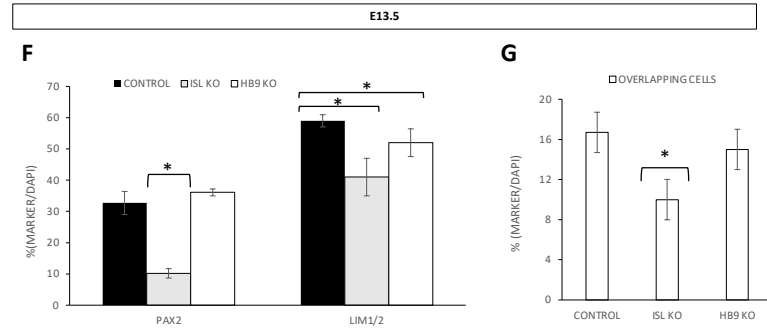 E13.5
F
G
CONTROL ISL KO HB9 KO
OVERLAPPING CELLS
%(MARKER/DAPI)
70
60
50
40
30
20
10
0
*
*
*
PAX2 LIM1/2
% (MARKER/DAPI)
20
16
12
8
4
0
*
CONTROL ISL KO HB9 KO